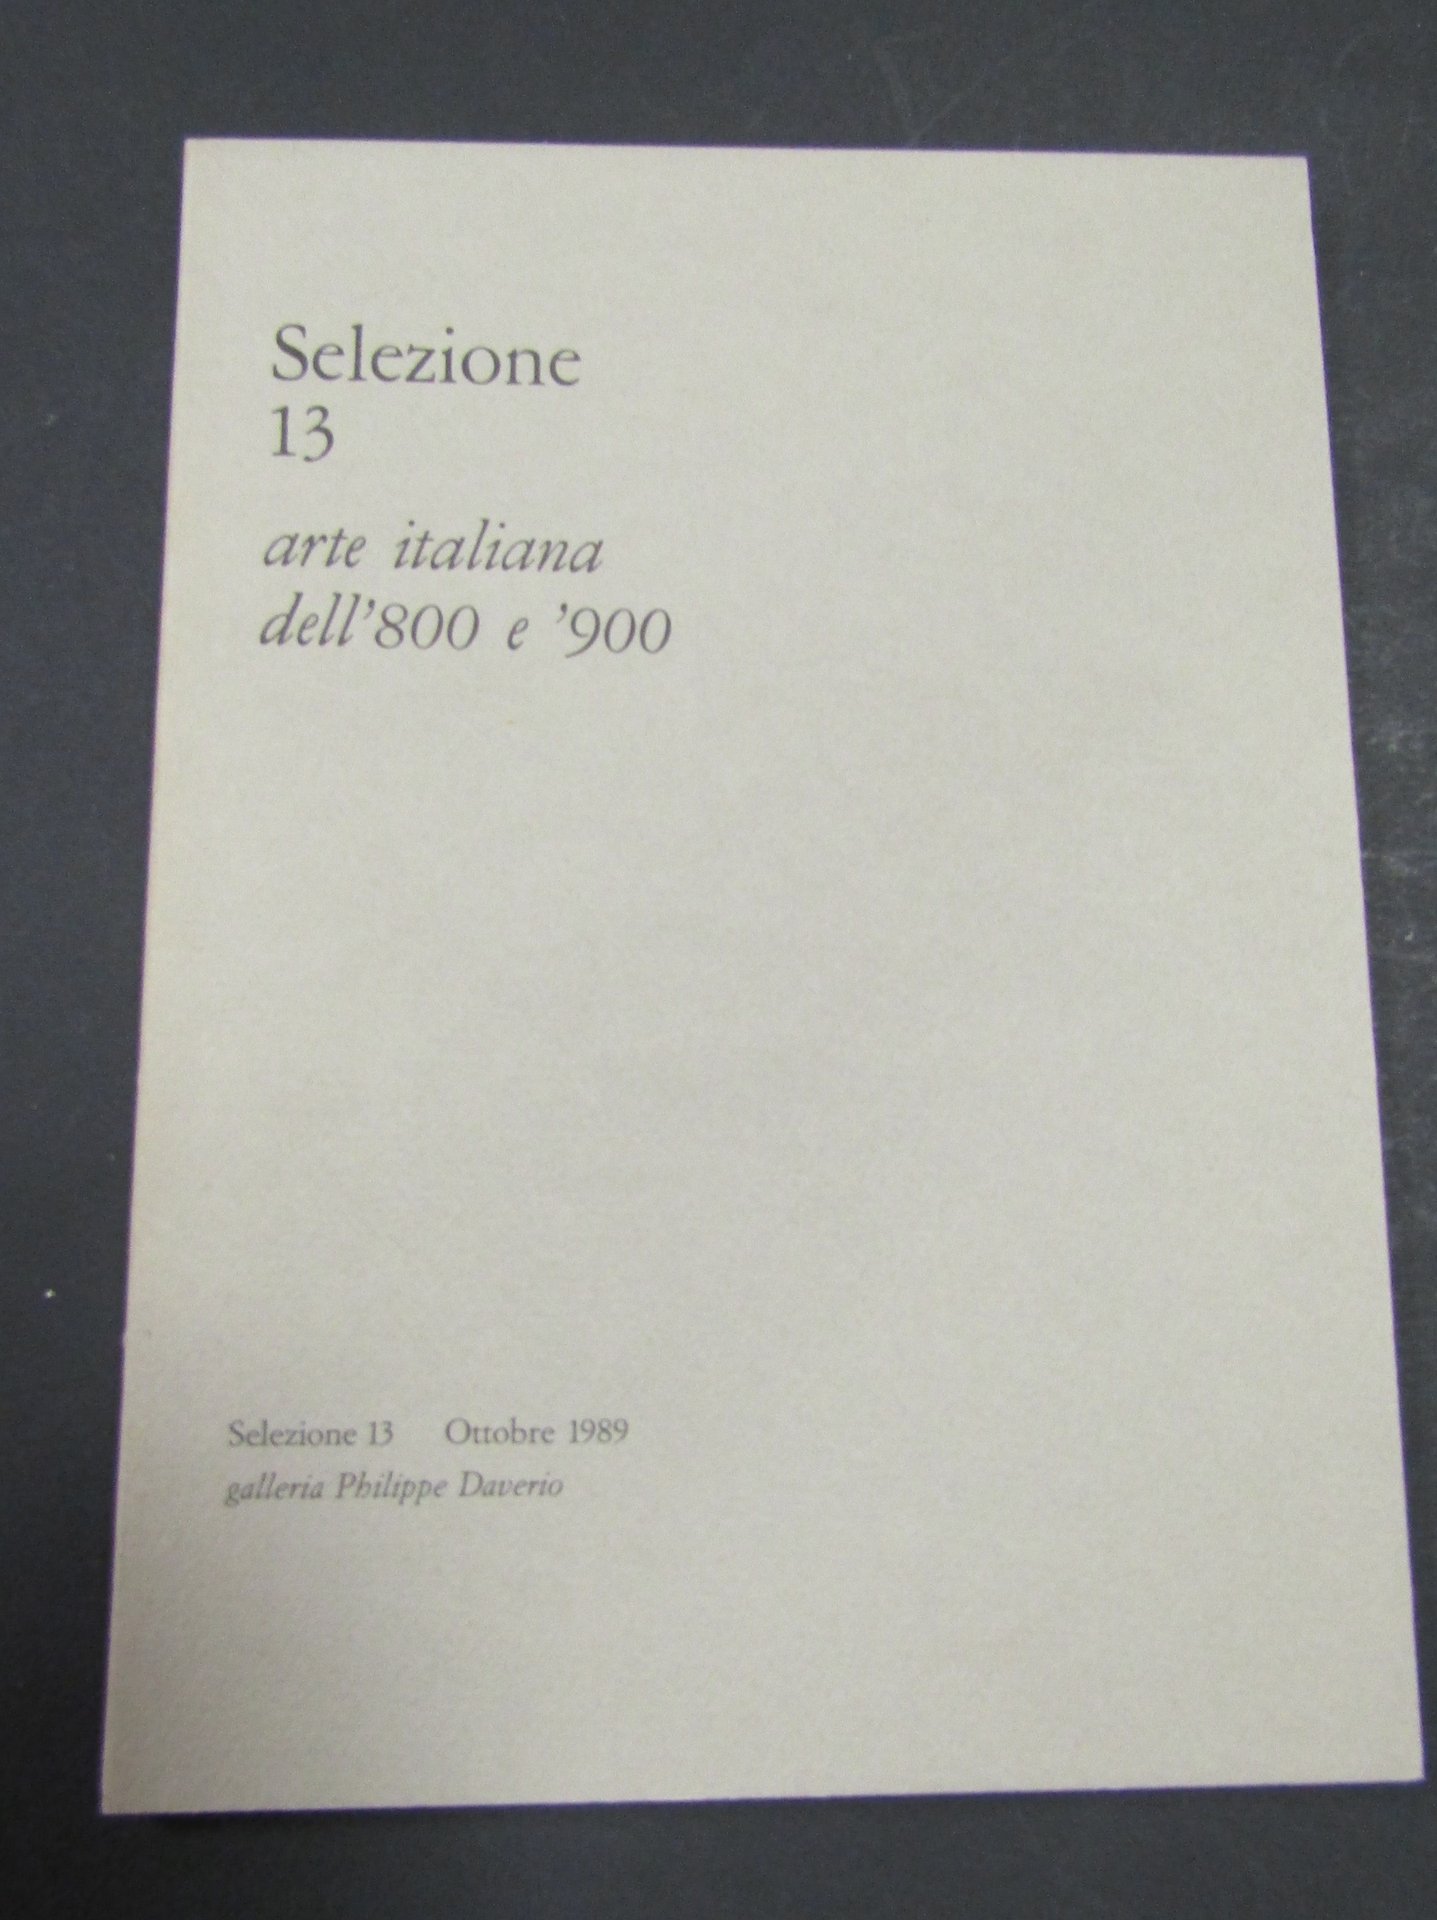 Selezione
13
arte italiana
dell'800 e '900
Selezione 13 Ottobre 1989
galleria Philippe Daverio